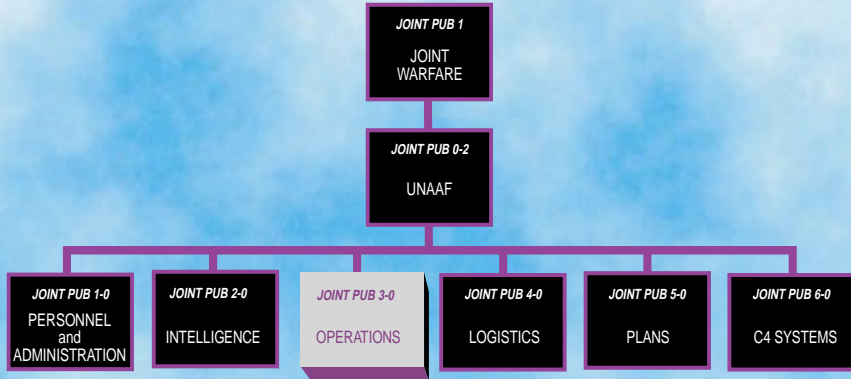 JOINT PUB 1
JOINT
WARFARE
JOINT PUB 0-2
UNAAF
JOINT PUB 1-0
PERSONNEL
and
ADMINISTRATION
JOINT PUB 2-0
INTELLIGENCE
JOINT PUB 3-0
OPERATIONS
JOINT PUB 4-0
LOGISTICS
JOINT PUB 5-0
PLANS
JOINT PUB 6-0
C4 SYSTEMS